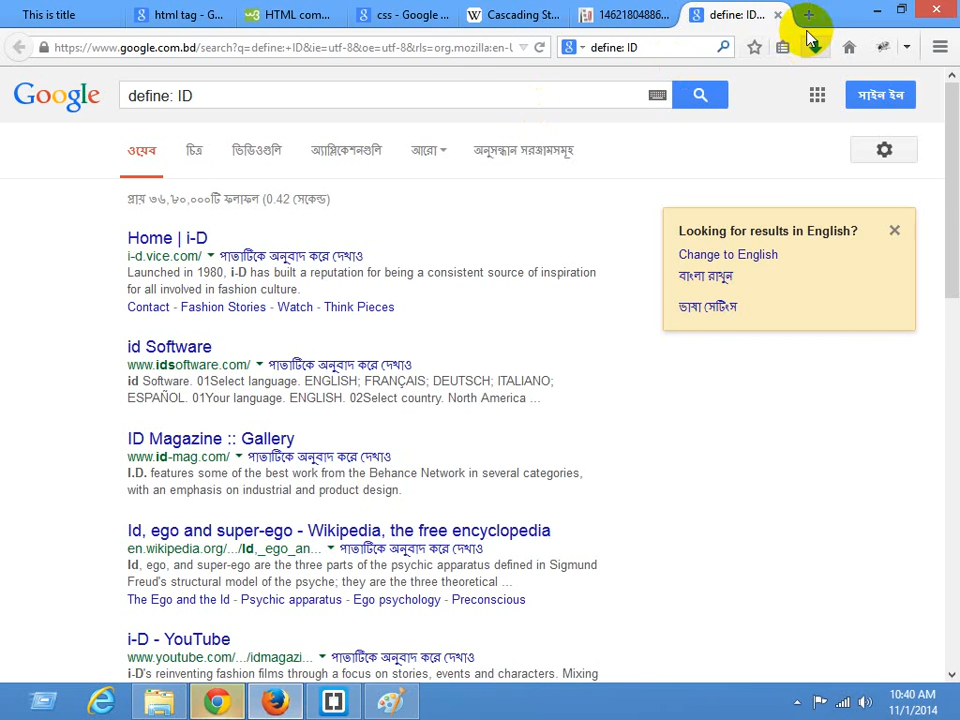 This is title
html tag - G...
HTML com...
css - Google ...
Cascading St...
14621804886...
define: ID...
https://www.google.com.bd/search?q=define:+ID&ie=utf-8&oe=utf-8&rls=org.mozilla:en-U
define: ID
Google
define: ID
সাইন ইন
ওয়েব
চিত্র
ভিডিওগুলি
অ্যাপ্লিকেশনগুলি
আরো
অনুসন্ধান সরঞ্জামসমূহ
প্রায় ৩৬,৮০,০০০টি ফলাফল (0.42 সেকেন্ড)
Home | i-D
i-d.vice.com/ পাতাটিকে অনুবাদ করে দেখাও
Launched in 1980, i-D has built a reputation for being a consistent source of inspiration
for all involved in fashion culture.
Contact - Fashion Stories - Watch - Think Pieces
id Software
www.idsoftware.com/ পাতাটিকে অনুবাদ করে দেখাও
id Software. 01Select language. ENGLISH; FRANÇAIS; DEUTSCH; ITALIANO;
ESPAÑOL. 01Your language. ENGLISH. 02Select country. North America ...
ID Magazine :: Gallery
www.id-mag.com/ পাতাটিকে অনুবাদ করে দেখাও
I.D. features some of the best work from the Behance Network in several categories,
with an emphasis on industrial and product design.
Id, ego and super-ego - Wikipedia, the free encyclopedia
en.wikipedia.org/.../Id,_ego_an... পাতাটিকে অনুবাদ করে দেখাও
Id, ego, and super-ego are the three parts of the psychic apparatus defined in Sigmund
Freud's structural model of the psyche; they are the three theoretical ...
The Ego and the Id - Psychic apparatus - Ego psychology - Preconscious
i-D - YouTube
www.youtube.com/.../idmagazi... পাতাটিকে অনুবাদ করে দেখাও
i-D's reinventing fashion films through a focus on stories, events and characters. Mixing
Looking for results in English?
Change to English
বাংলা রাখুন
ভাষা সেটিংস
10:40 AM
11/1/2014